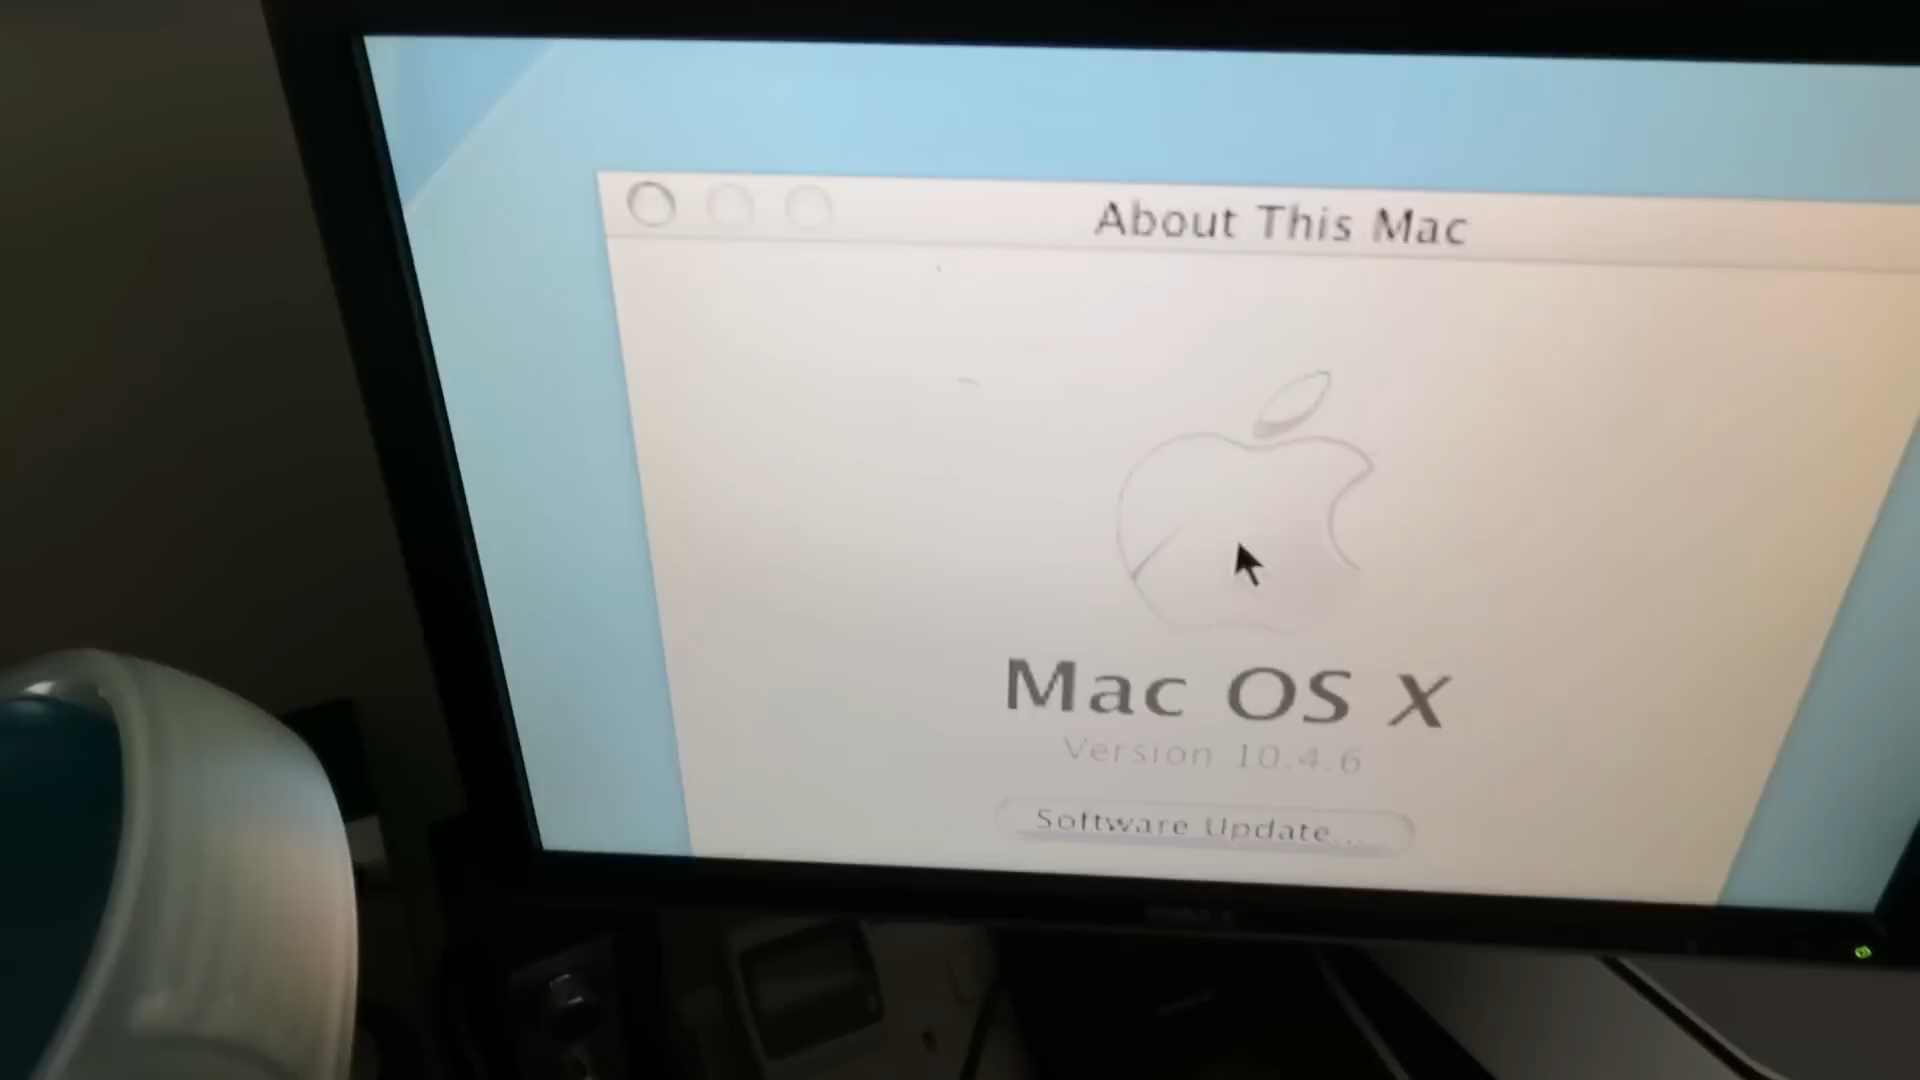 About This Mac
Mac OS X
Version 10.4.6
Software Update...